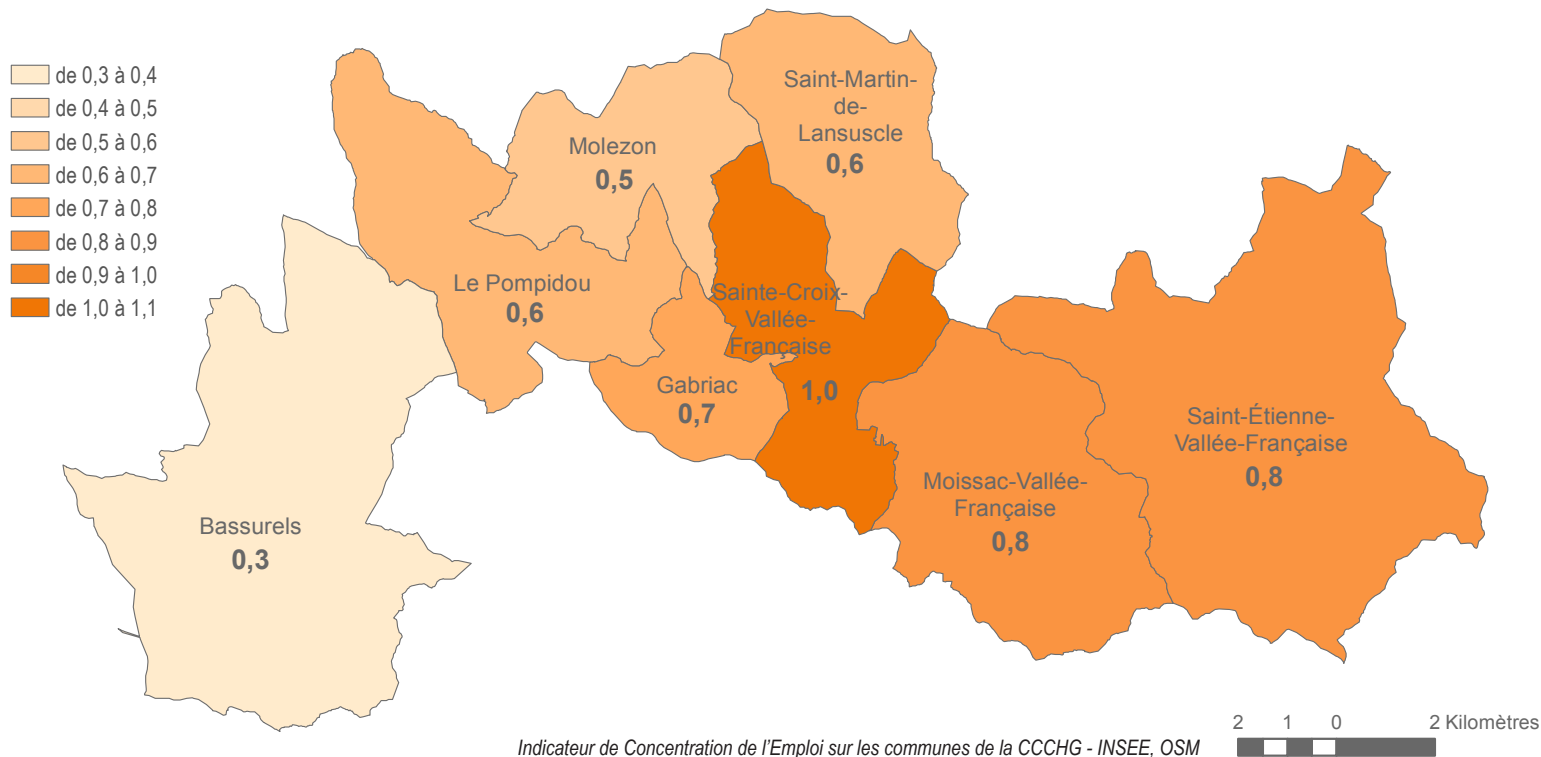 de 0,3 à 0,4
de 0,4 à 0,5
de 0,5 à 0,6
de 0,6 à 0,7
de 0,7 à 0,8
de 0,8 à 0,9
de 0,9 à 1,0
de 1,0 à 1,1
Saint-Martin-
de-
Lansuscle
0,6
Molezon
0,5
Le Pompidou
0,6
Sainte-Croix-
Vallée-
Française
1,0
Gabriac
0,7
Saint-Étienne-
Vallée-Française
0,8
Moissac-Vallée-
Française
0,8
Bassurels
0,3
2 1 0 2 Kilomètres
Indicateur de Concentration de l'Emploi sur les communes de la CCCHG - INSEE, OSM